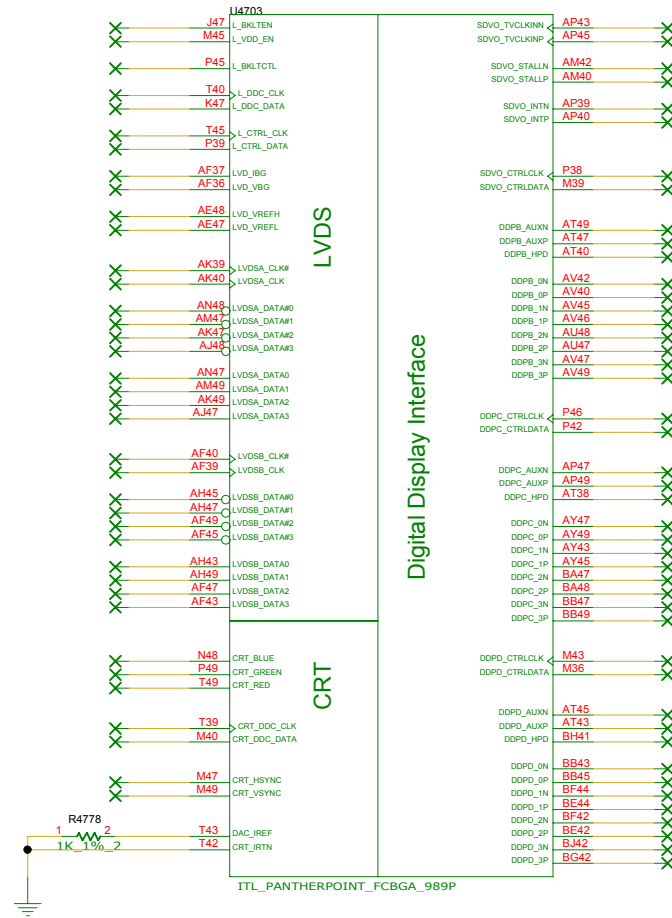 U4703
J47 L_BKLTEN
M45 L_VDD_EN
P45 L_BKLTCTL
T40 L_DDC_CLK
K47 L_DDC_DATA
T45 L_CTRL_CLK
P39 L_CTRL_DATA
AF37 LVD_IBG
AF36 LVD_VBG
AE48 LVD_VREFH
AE47 LVD_VREFL
AK39 LVDSA_CLK#
AK40 LVDSA_CLK
AN48 LVDSA_DATA#0
AM47 LVDSA_DATA#1
AK47 LVDSA_DATA#2
AJ48 LVDSA_DATA#3
AN47 LVDSA_DATA0
AM49 LVDSA_DATA1
AK49 LVDSA_DATA2
AJ47 LVDSA_DATA3
AF40 LVDSB_CLK#
AF39 LVDSB_CLK
AH45 LVDSB_DATA#0
AH47 LVDSB_DATA#1
AF49 LVDSB_DATA#2
AF45 LVDSB_DATA#3
AH43 LVDSB_DATA0
AH49 LVDSB_DATA1
AF47 LVDSB_DATA2
AF43 LVDSB_DATA3
LVDS
N48 CRT_BLUE
P49 CRT_GREEN
T49 CRT_RED
T39 CRT_DDC_CLK
M40 CRT_DDC_DATA
M47 CRT_HSYNC
M49 CRT_VSYNC
R4778
1 2 T43 DAC_IREF
1K_1%_2 T42 CRT_IRTN
CRT
Digital Display Interface
SDVO_TVCLKINN AP43
SDVO_TVCLKINP AP45
SDVO_STALLN AM42
SDVO_STALLP AM40
SDVO_INTN AP39
SDVO_INTP AP40
SDVO_CTRLCLK P38
SDVO_CTRLDATA M39
DDPB_AUXN AT49
DDPB_AUXP AT47
DDPB_HPD AT40
DDPB_0N AV42
DDPB_0P AV40
DDPB_1N AV45
DDPB_1P AV46
DDPB_2N AU48
DDPB_2P AU47
DDPB_3N AV47
DDPB_3P AV49
DDPC_CTRLCLK P46
DDPC_CTRLDATA P42
DDPC_AUXN AP47
DDPC_AUXP AP49
DDPC_HPD AT38
DDPC_0N AY47
DDPC_0P AY49
DDPC_1N AY43
DDPC_1P AY45
DDPC_2N BA47
DDPC_2P BA48
DDPC_3N BB47
DDPC_3P BB49
DDPD_CTRLCLK M43
DDPD_CTRLDATA M36
DDPD_AUXN AT45
DDPD_AUXP AT43
DDPD_HPD BH41
DDPD_0N BB43
DDPD_0P BB45
DDPD_1N BF44
DDPD_1P BE44
DDPD_2N BF42
DDPD_2P BE42
DDPD_3N BJ42
DDPD_3P BG42
ITL_PANTHERPOINT_FCBGA_989P